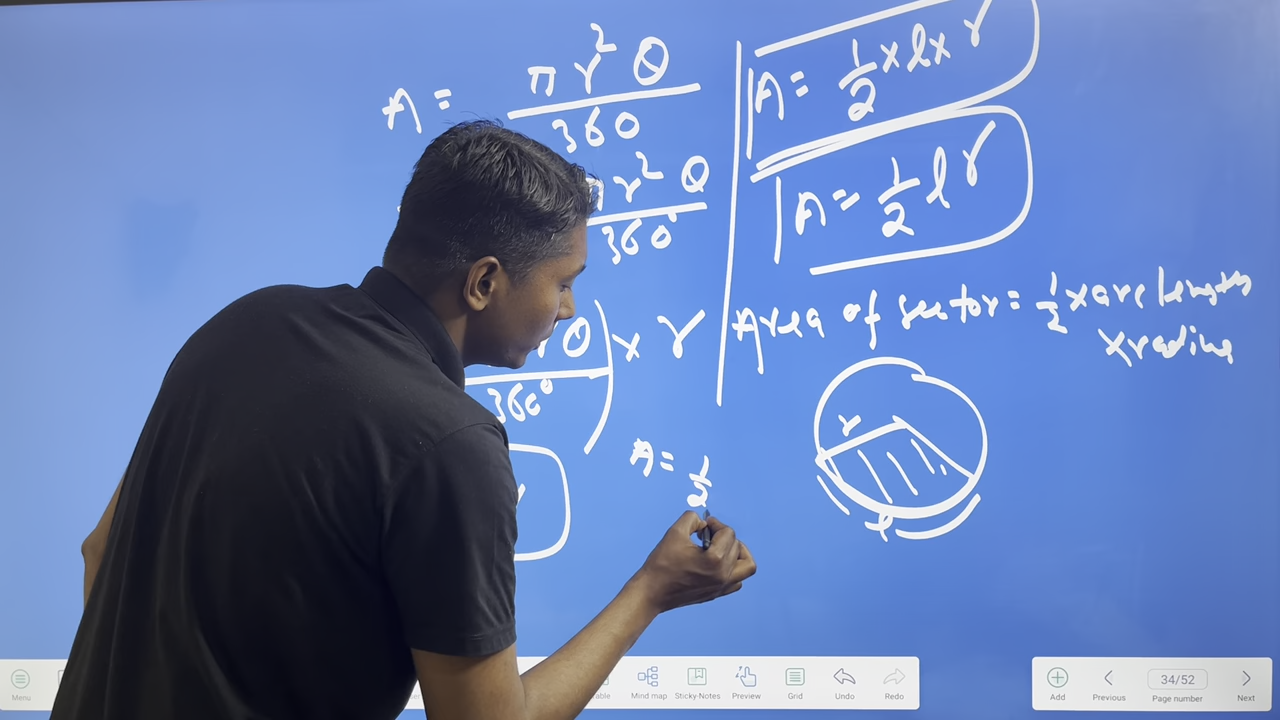 A = πr²θ
360
πr²θ
360°
θ) x r
360°
A = 1/2
A = 1/2 x l x r
A = 1/2 l r
Area of sector = 1/2 x arc length
x radius
r
l
Menu
Mind map
Sticky-Notes
Preview
Grid
Undo
Redo
Add
Previous
34/52
Page number
Next